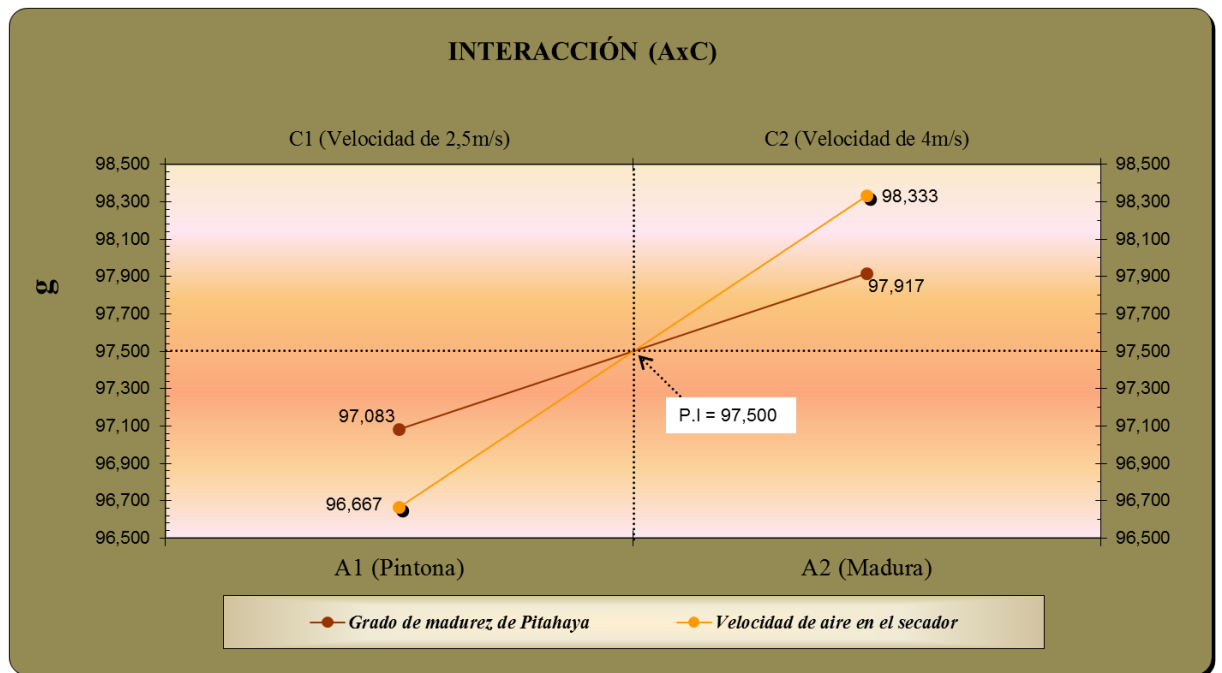 INTERACCIÓN (AxC)
C1 (Velocidad de 2,5m/s)
C2 (Velocidad de 4m/s)
98,500
98,300
98,100
97,900
97,700
97,500
97,300
97,100
96,900
96,700
96,500
g
98,333
97,917
97,083
96,667
P.I = 97,500
98,500
98,300
98,100
97,900
97,700
97,500
97,300
97,100
96,900
96,700
96,500
A1 (Pintona)
A2 (Madura)
Grado de madurez de Pitahaya
Velocidad de aire en el secador